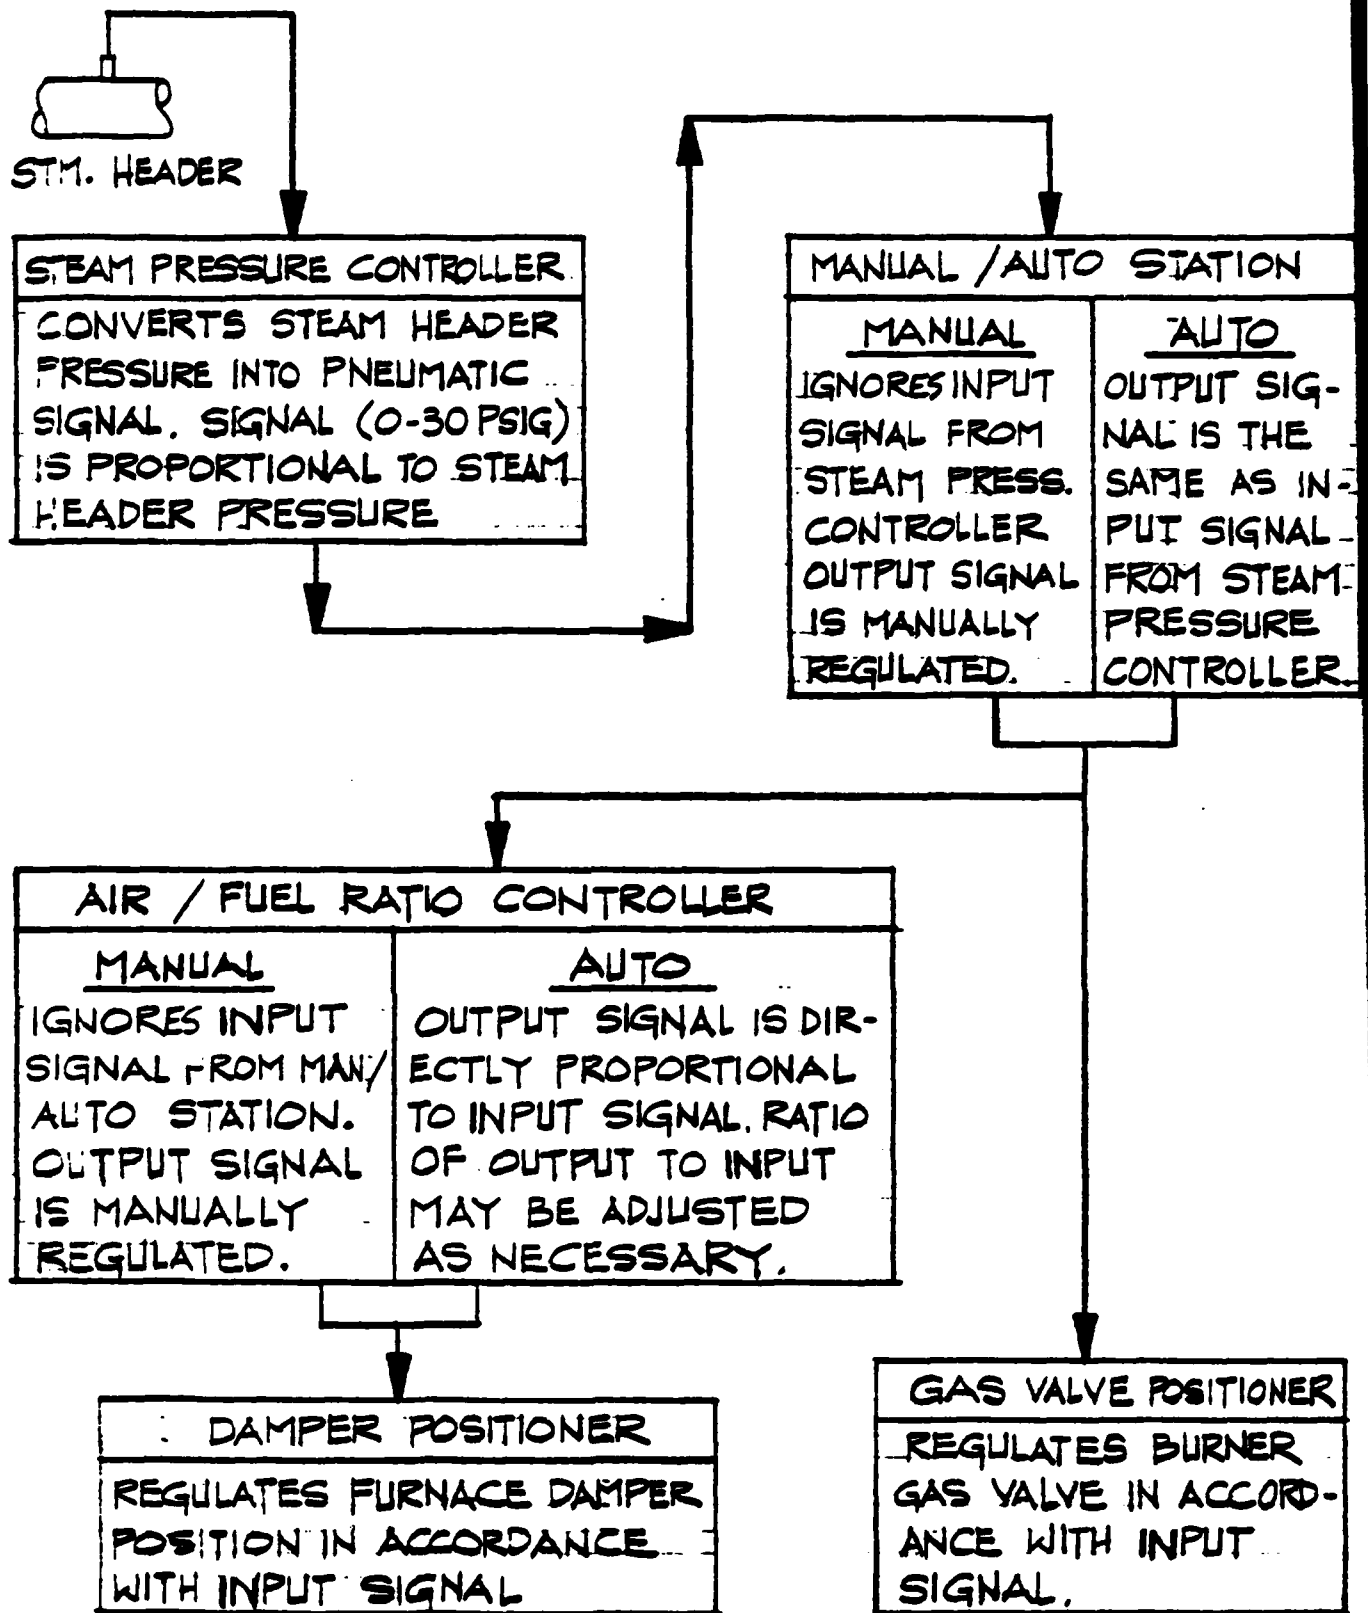 STM. HEADER
STEAM PRESSURE CONTROLLER
CONVERTS STEAM HEADER
PRESSURE INTO PNEUMATIC
SIGNAL. SIGNAL (0-30 PSIG)
IS PROPORTIONAL TO STEAM
HEADER PRESSURE
MANUAL / AUTO STATION
MANUAL
IGNORES INPUT
SIGNAL FROM
STEAM PRESS.
CONTROLLER
OUTPUT SIGNAL
IS MANUALLY
REGULATED.
AUTO
OUTPUT SIG-
NAL IS THE
SAME AS IN-
PUT SIGNAL
FROM STEAM
PRESSURE
CONTROLLER
AIR / FUEL RATIO CONTROLLER
MANUAL
IGNORES INPUT
SIGNAL FROM MAN/
AUTO STATION.
OUTPUT SIGNAL
IS MANUALLY
REGULATED.
AUTO
OUTPUT SIGNAL IS DIR-
ECTLY PROPORTIONAL
TO INPUT SIGNAL. RATIO
OF OUTPUT TO INPUT
MAY BE ADJUSTED
AS NECESSARY.
DAMPER POSITIONER
REGULATES FURNACE DAMPER
POSITION IN ACCORDANCE
WITH INPUT SIGNAL
GAS VALVE POSITIONER
REGULATES BURNER
GAS VALVE IN ACCORD-
ANCE WITH INPUT
SIGNAL.